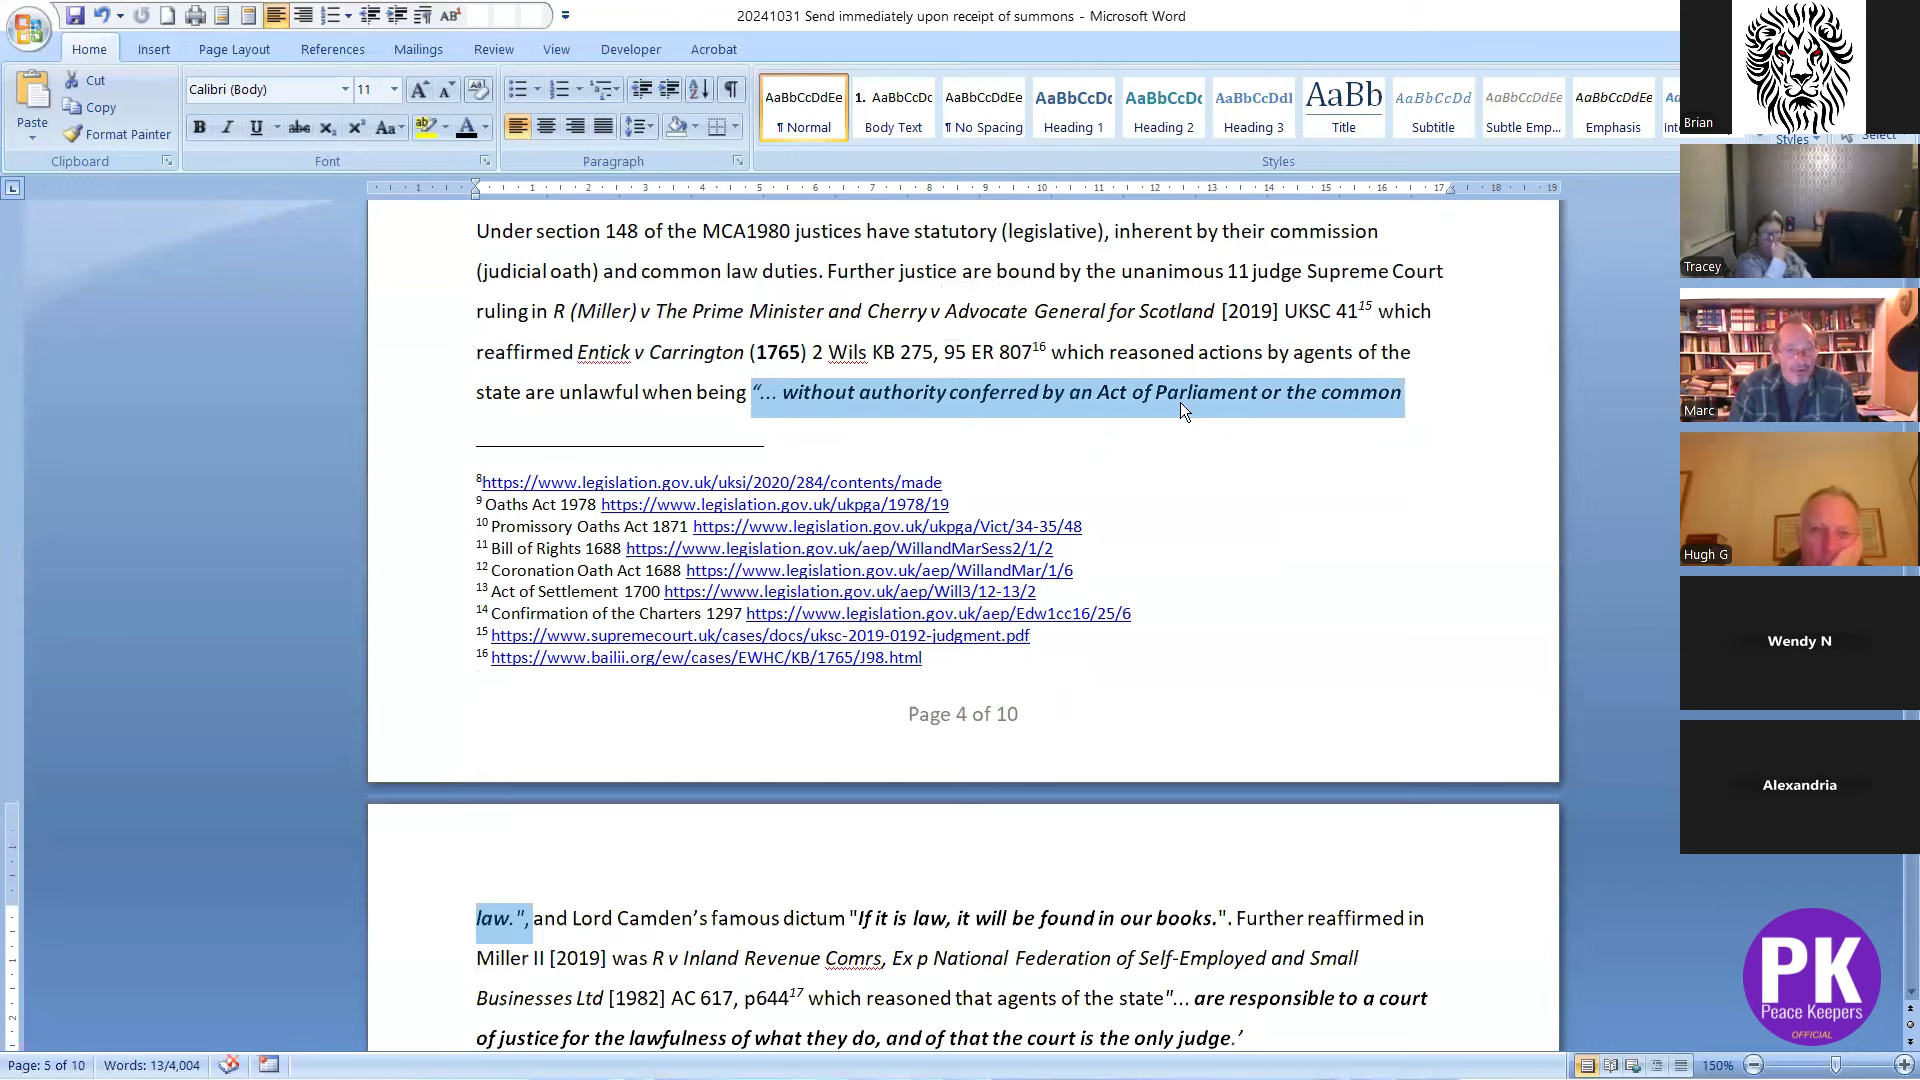 20241031 Send immediately upon receipt of summons - Microsoft Word
Home Insert Page Layout References Mailings Review View Developer Acrobat
Paste
Cut
Copy
Format Painter
Clipboard
Calibri (Body) 11
Font
Paragraph
AaBbCcDdEe ¶ Normal
1. AaBbCcDc Body Text
AaBbCcDdEe ¶ No Spacing
AaBbCcDc Heading 1
AaBbCcDc Heading 2
AaBbCcDdI Heading 3
AaBb Title
AaBbCcDd Subtitle
AaBbCcDdEe Subtle Emp...
AaBbCcDdEe Emphasis
Styles
Brian
Tracey
Marc
Hugh G
Wendy N
Alexandria
Under section 148 of the MCA1980 justices have statutory (legislative), inherent by their commission
(judicial oath) and common law duties. Further justice are bound by the unanimous 11 judge Supreme Court
ruling in R (Miller) v The Prime Minister and Cherry v Advocate General for Scotland [2019] UKSC 41¹⁵ which
reaffirmed Entick v Carrington (1765) 2 Wils KB 275, 95 ER 807¹⁶ which reasoned actions by agents of the
state are unlawful when being “... without authority conferred by an Act of Parliament or the common
⁸https://www.legislation.gov.uk/uksi/2020/284/contents/made
⁹ Oaths Act 1978 https://www.legislation.gov.uk/ukpga/1978/19
¹⁰ Promissory Oaths Act 1871 https://www.legislation.gov.uk/ukpga/Vict/34-35/48
¹¹ Bill of Rights 1688 https://www.legislation.gov.uk/aep/WillandMarSess2/1/2
¹² Coronation Oath Act 1688 https://www.legislation.gov.uk/aep/WillandMar/1/6
¹³ Act of Settlement 1700 https://www.legislation.gov.uk/aep/Will3/12-13/2
¹⁴ Confirmation of the Charters 1297 https://www.legislation.gov.uk/aep/Edw1cc16/25/6
¹⁵ https://www.supremecourt.uk/cases/docs/uksc-2019-0192-judgment.pdf
¹⁶ https://www.bailii.org/ew/cases/EWHC/KB/1765/J98.html
Page 4 of 10
law.", and Lord Camden’s famous dictum "If it is law, it will be found in our books.". Further reaffirmed in
Miller II [2019] was R v Inland Revenue Comrs, Ex p National Federation of Self-Employed and Small
Businesses Ltd [1982] AC 617, p644¹⁷ which reasoned that agents of the state"... are responsible to a court
of justice for the lawfulness of what they do, and of that the court is the only judge.’
PK
Peace Keepers
OFFICIAL
Page: 5 of 10 Words: 13/4,004
150%